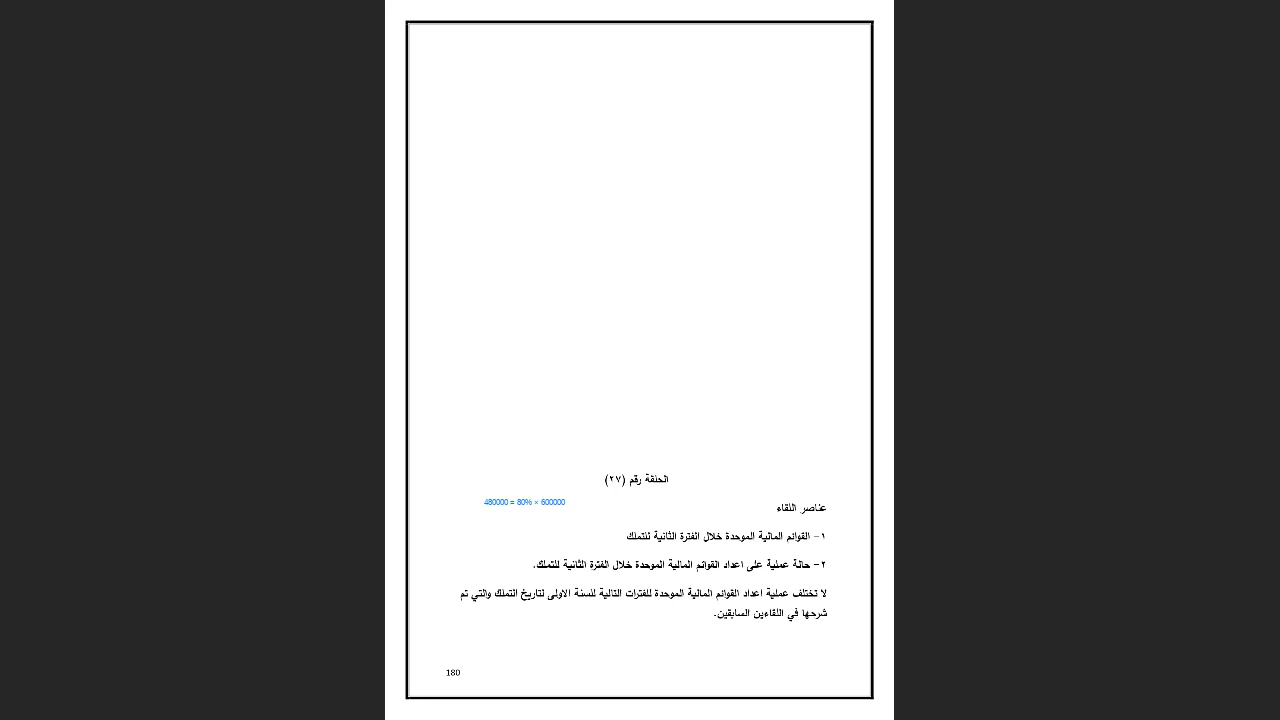 الحلقة رقم (٢٧)
480000 = 80% × 600000
عناصر اللقاء
١- القوائم المالية الموحدة خلال الفترة الثانية للتملك
٢- حالة عملية على اعداد القوائم المالية الموحدة خلال الفترة الثانية للتملك.
لا تختلف عملية اعداد القوائم المالية الموحدة للفترات التالية للسنة الاولى لتاريخ التملك والتي تم
شرحها في اللقاءين السابقين.
180